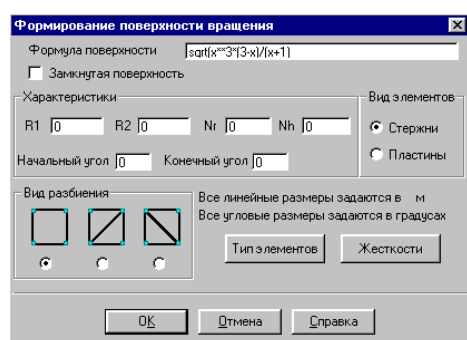 Формирование поверхности вращения
Формула поверхности sqrt(x**3*(3-x)/(x+1)
Замкнутая поверхность
Характеристики
R1 0 R2 0 Nr 0 Nh 0
Начальный угол 0 Конечный угол 0
Вид элементов
Стержни
Пластины
Вид разбиения
Все линейные размеры задаются в м
Все угловые размеры задаются в градусах
Тип элементов Жесткости
OK Отмена Справка